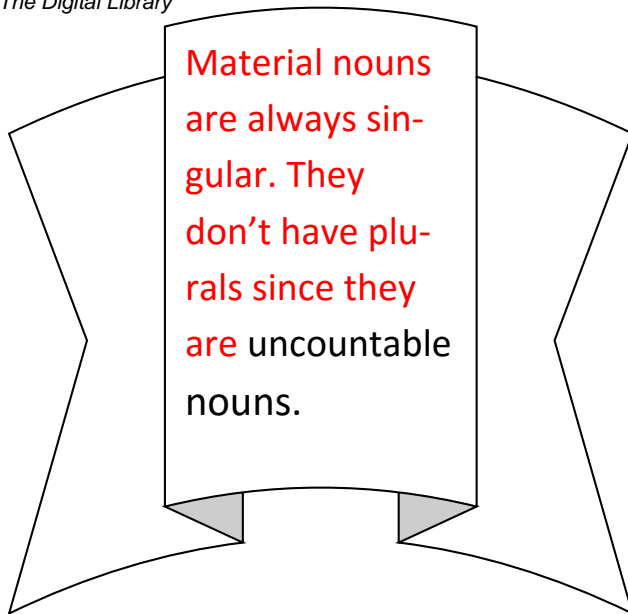 The Digital Library
Material nouns
are always sin-
gular. They
don’t have plu-
rals since they
are uncountable
nouns.